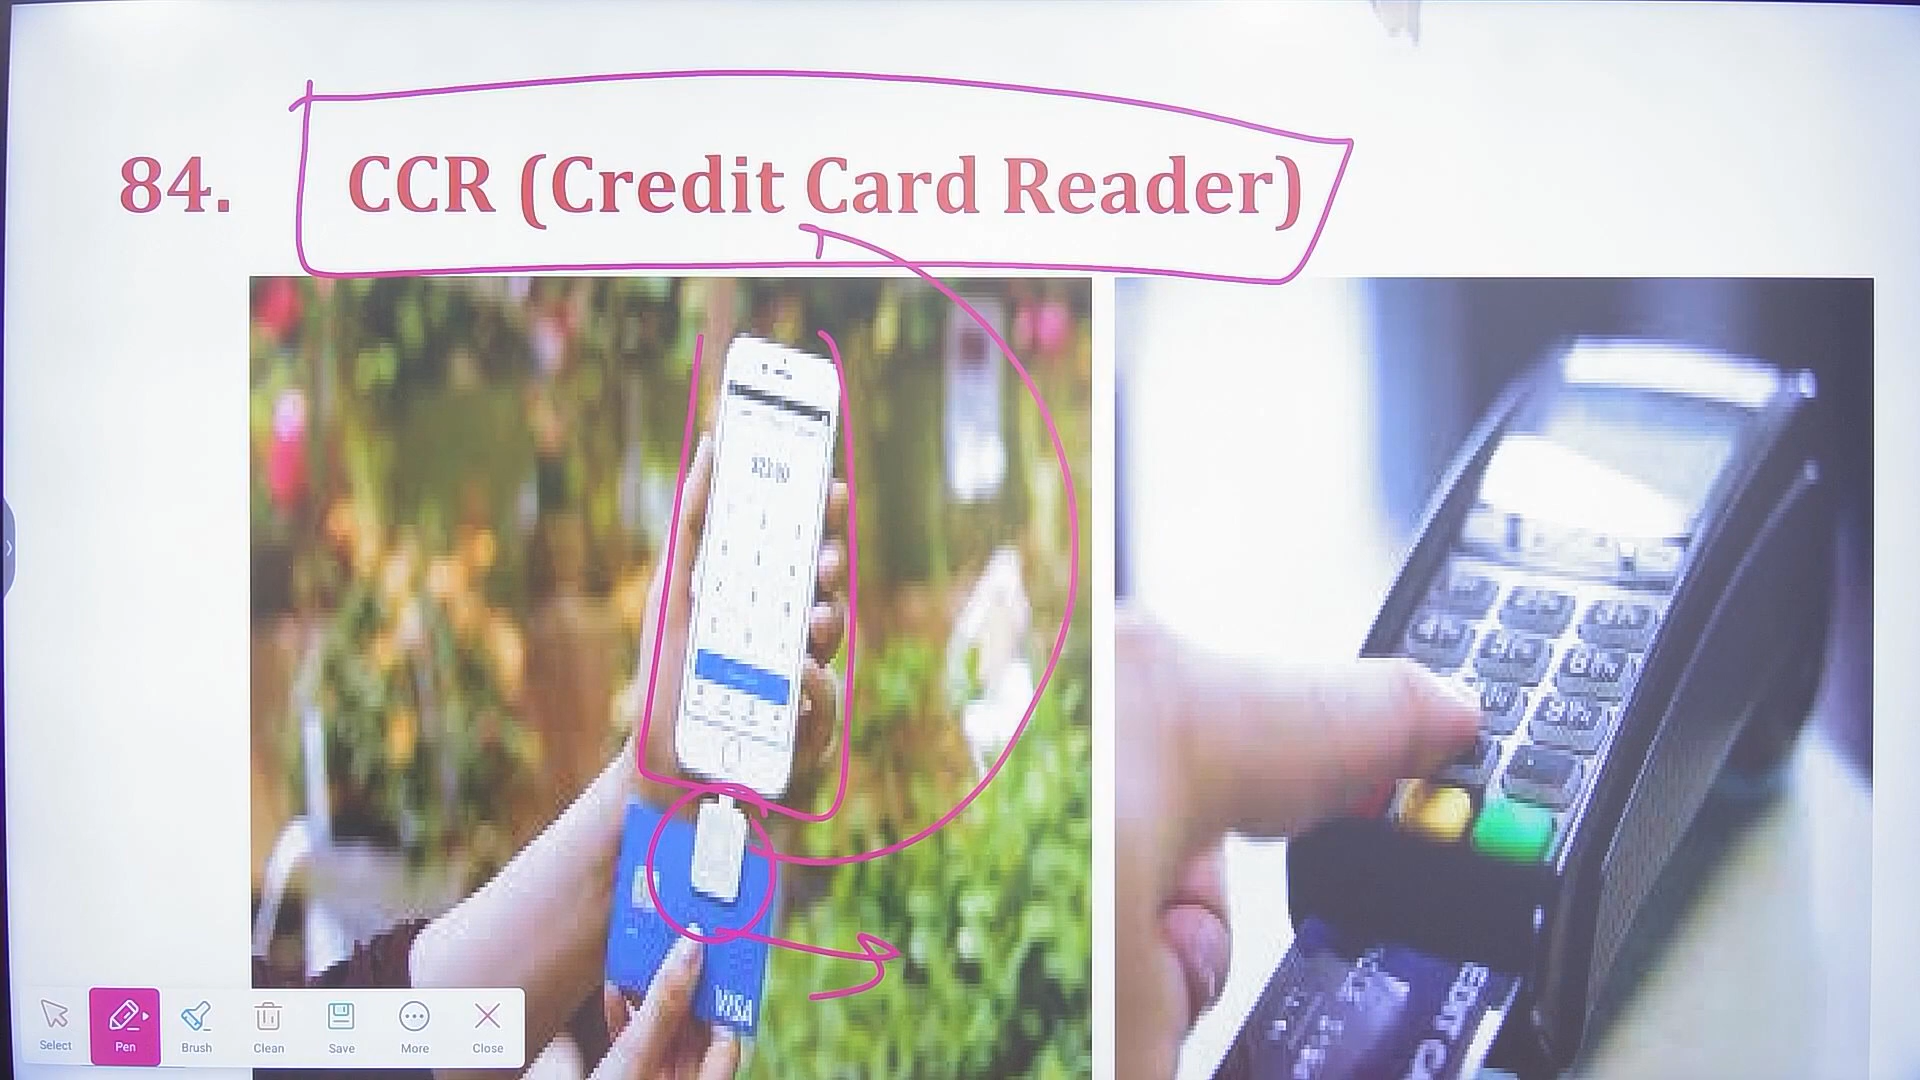 84. CCR (Credit Card Reader)
VISA
Select
Pen
Brush
Clean
Save
More
Close